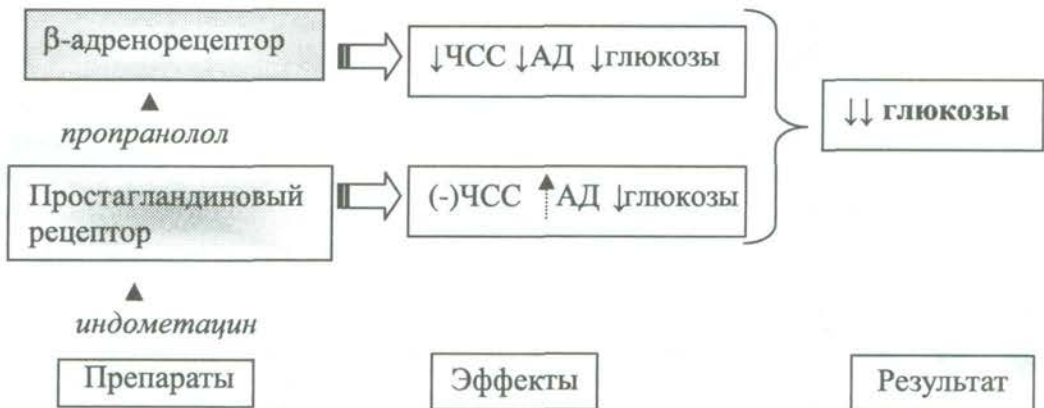 β-адренорецептор
↓ЧСС ↓АД ↓глюкозы
↓↓ глюкозы
пропранолол
Простагландиновый
рецептор
(-)ЧСС ↑ АД ↓глюкозы
индометацин
Препараты
Эффекты
Результат